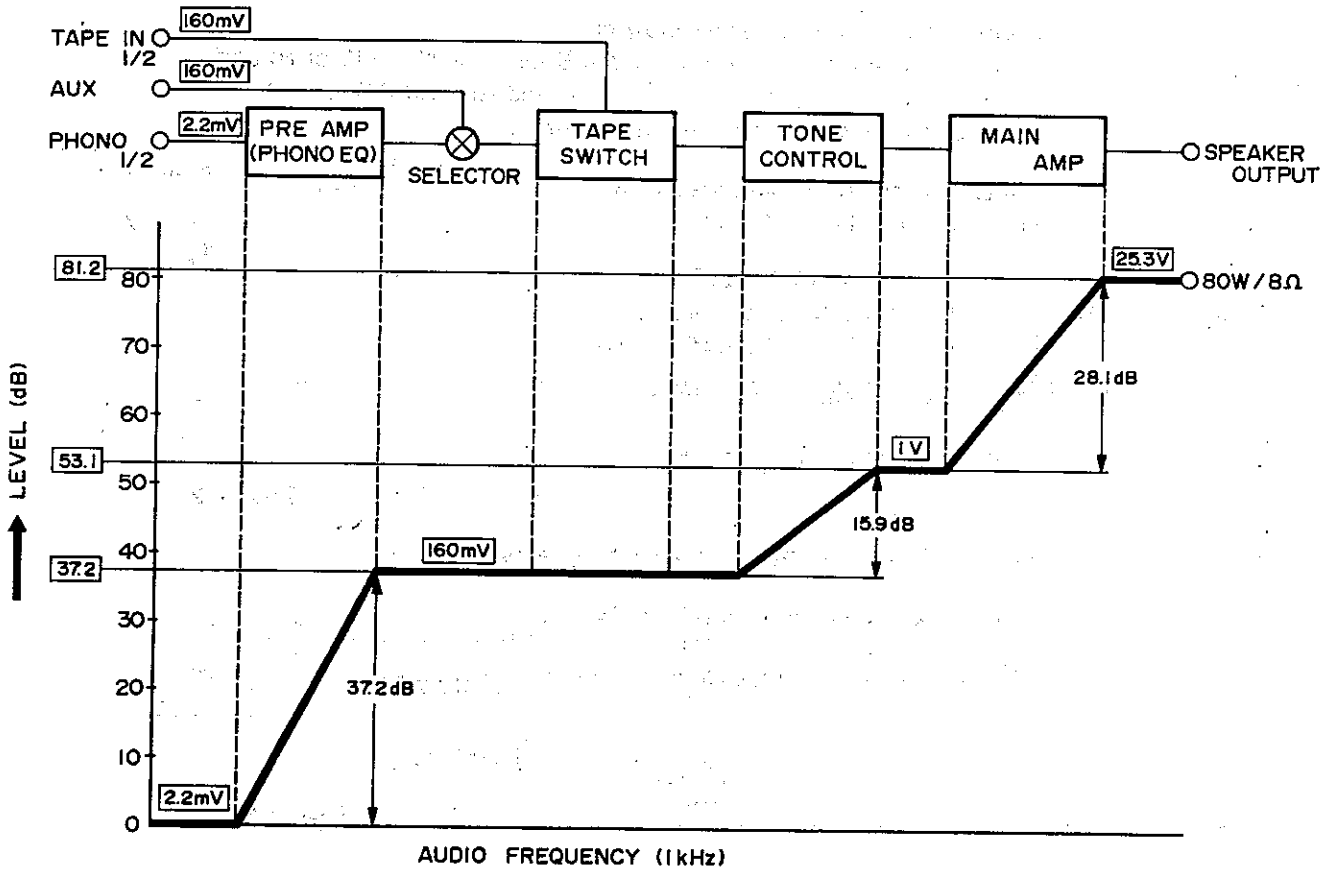 160mV
TAPE IN
1/2
160mV
AUX
2.2mV
PHONO
1/2
PRE AMP
(PHONO EQ)
SELECTOR
TAPE
SWITCH
TONE
CONTROL
MAIN
AMP
SPEAKER
OUTPUT
81.2
80
25.3V
80W/8Ω
70
28.1dB
60
53.1
1V
50
15.9dB
40
160mV
37.2
30
37.2dB
20
10
2.2mV
0
LEVEL (dB)
AUDIO FREQUENCY (1kHz)